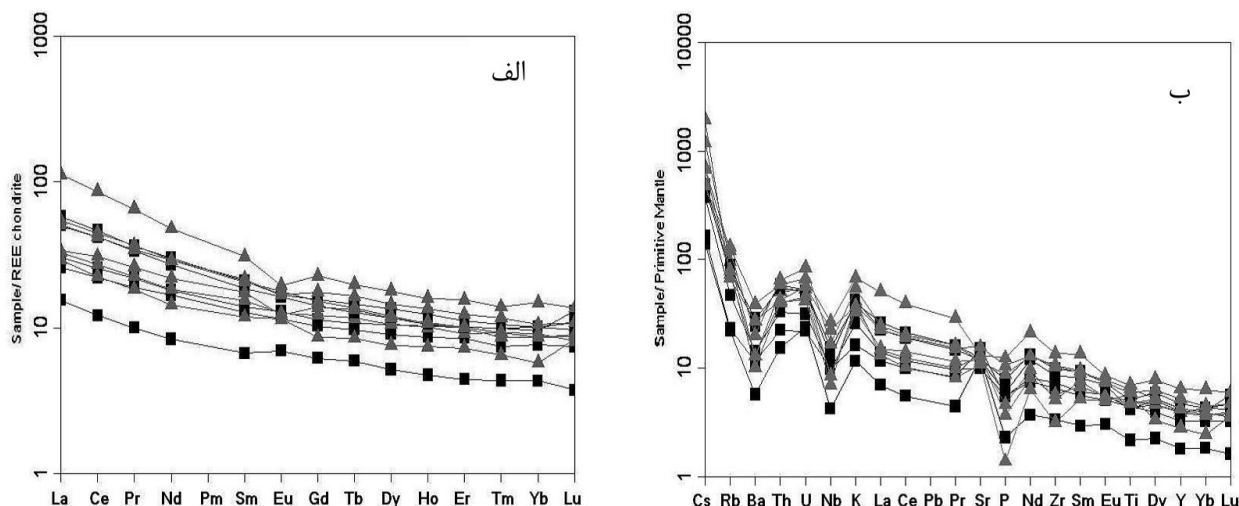 الف
1000
100
10
1
Sample/ REE chondrite
La Ce Pr Nd Pm Sm Eu Gd Tb Dy Ho Er Tm Yb Lu
ب
10000
1000
100
10
1
Sample/ Primitive Mantle
Cs Rb Ba Th U Nb K La Ce Pb Pr Sr P Nd Zr Sm Eu Ti Dy Y Yb Lu